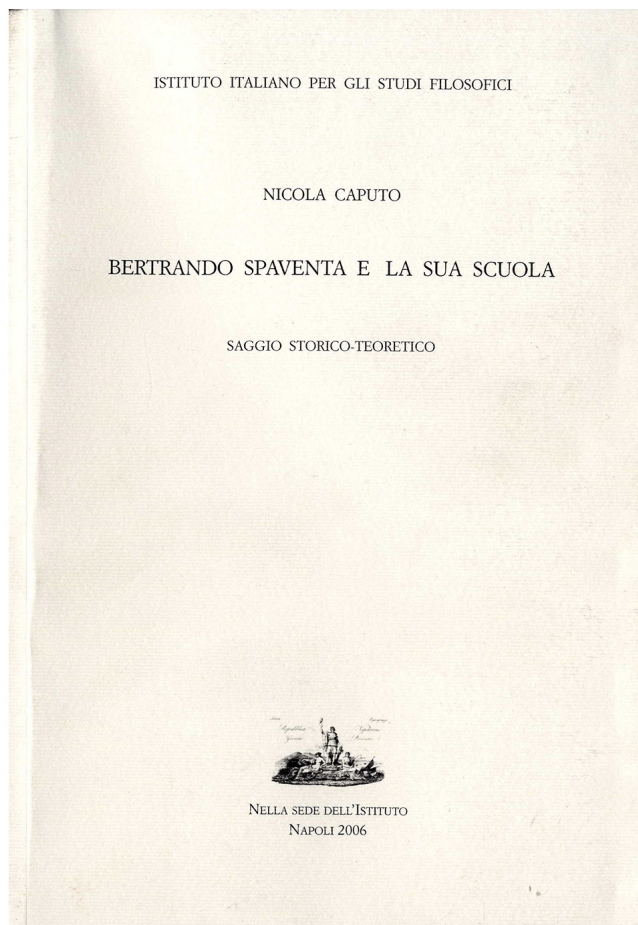 ISTITUTO ITALIANO PER GLI STUDI FILOSOFICI
NICOLA CAPUTO
BERTRANDO SPAVENTA E LA SUA SCUOLA
SAGGIO STORICO-TEORETICO
NELLA SEDE DELL'ISTITUTO
NAPOLI 2006